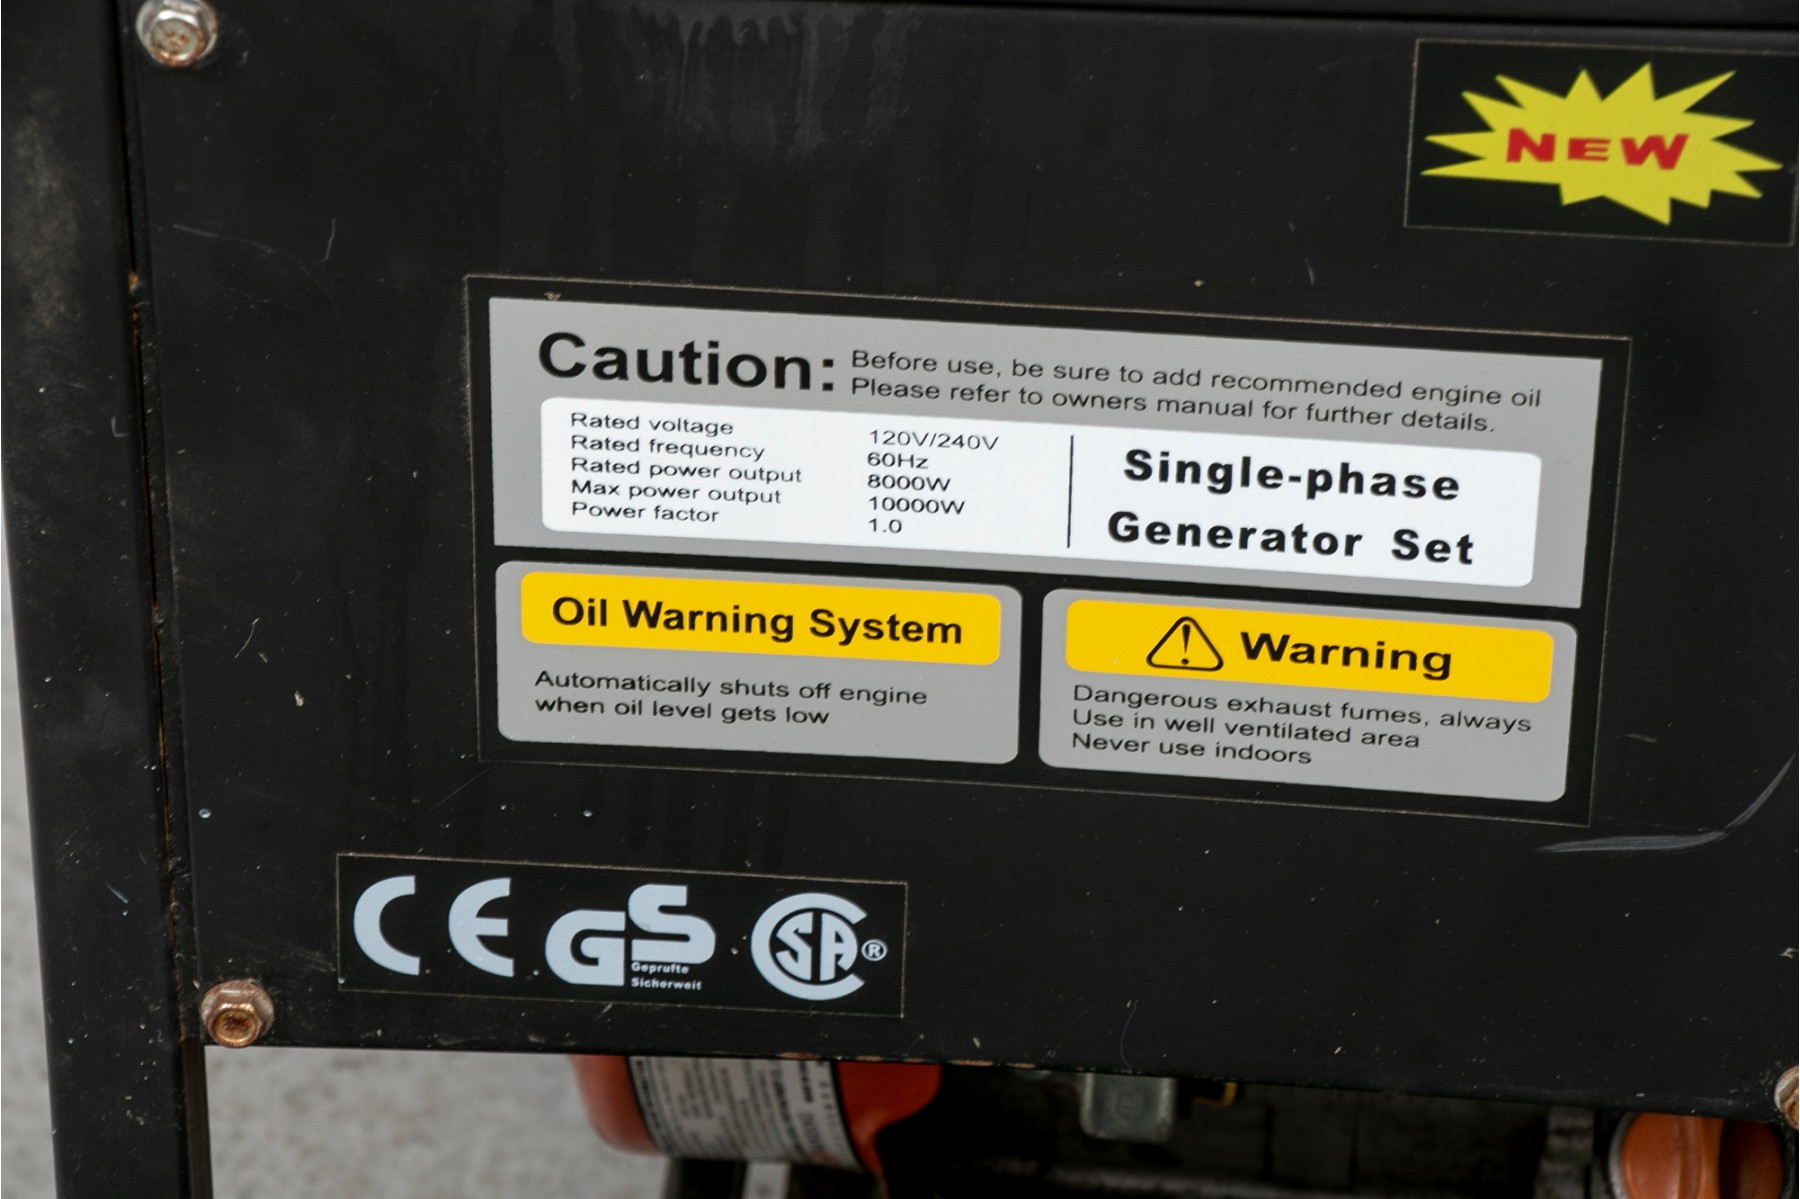 NEW
Caution:
Before use, be sure to add recommended engine oil
Please refer to owners manual for further details.
Rated voltage 120V/240V
Rated frequency 60Hz
Rated power output 8000W
Max power output 10000W
Power factor 1.0
Single-phase
Generator Set
Oil Warning System
Automatically shuts off engine
when oil level gets low
Warning
Dangerous exhaust fumes, always
Use in well ventilated area
Never use indoors
CE GS CSA®
Geprufte
Sicherweit